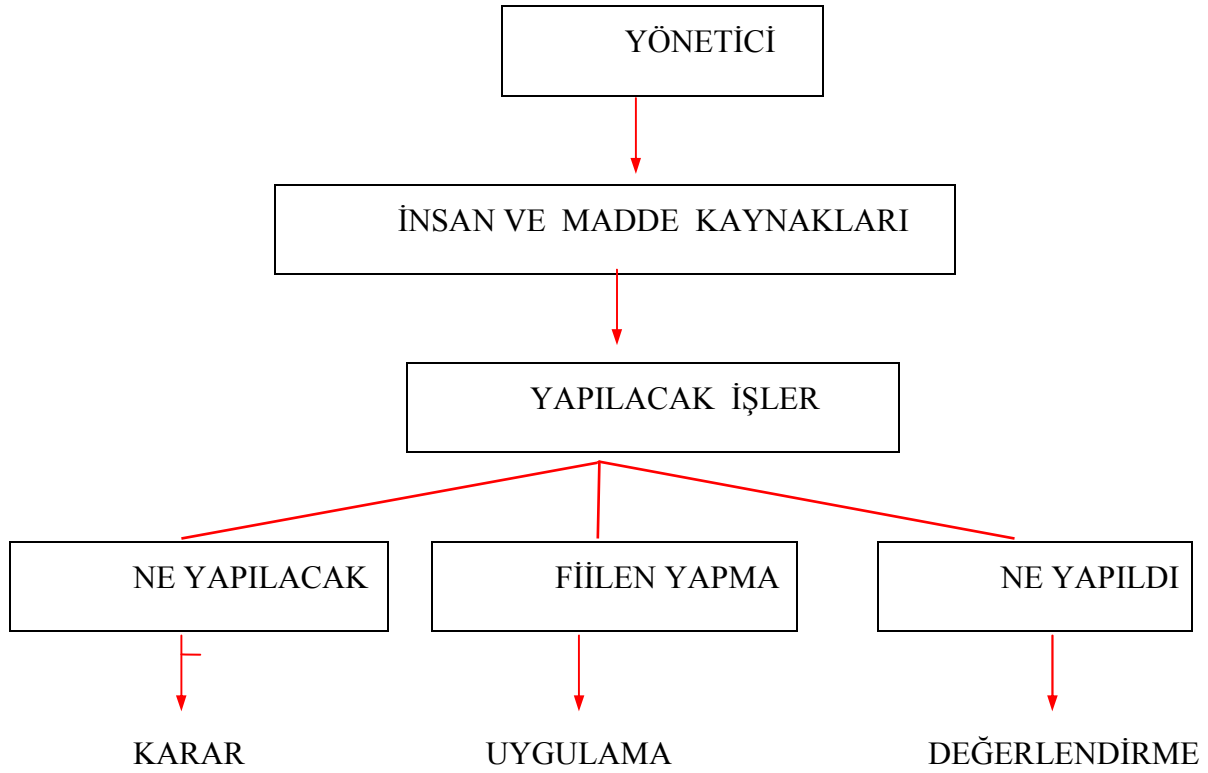 YÖNETİCİ
İNSAN VE MADDE KAYNAKLARI
YAPILACAK İŞLER
NE YAPILACAK
FİİLEN YAPMA
NE YAPILDI
KARAR
UYGULAMA
DEĞERLENDİRME